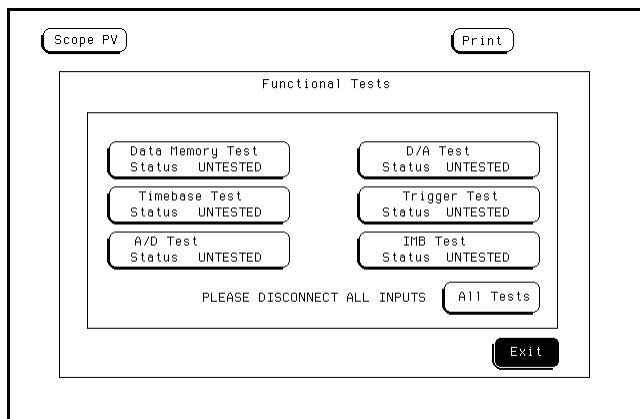 Scope PV
Print
Functional Tests
Data Memory Test
Status UNTESTED
D/A Test
Status UNTESTED
Timebase Test
Status UNTESTED
Trigger Test
Status UNTESTED
A/D Test
Status UNTESTED
IMB Test
Status UNTESTED
PLEASE DISCONNECT ALL INPUTS
All Tests
Exit